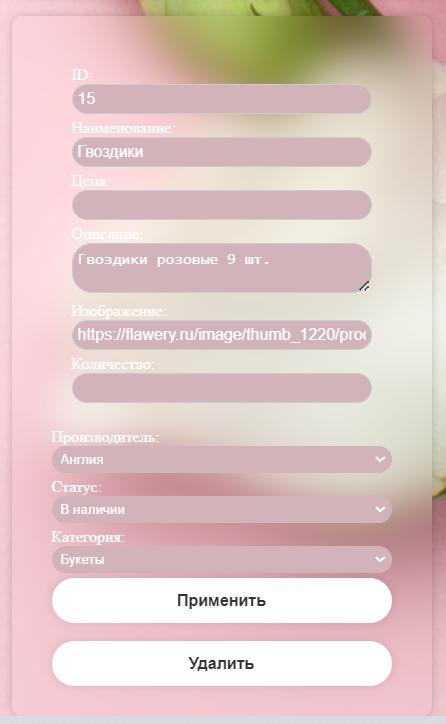 ID:
15
Наименование:
Гвоздики
Цена:
Описание:
Гвоздики розовые 9 шт.
Изображение:
https://flawery.ru/image/thumb_1220/proc
Количество:
Производитель:
Англия
Статус:
В наличии
Категория:
Букеты
Применить
Удалить